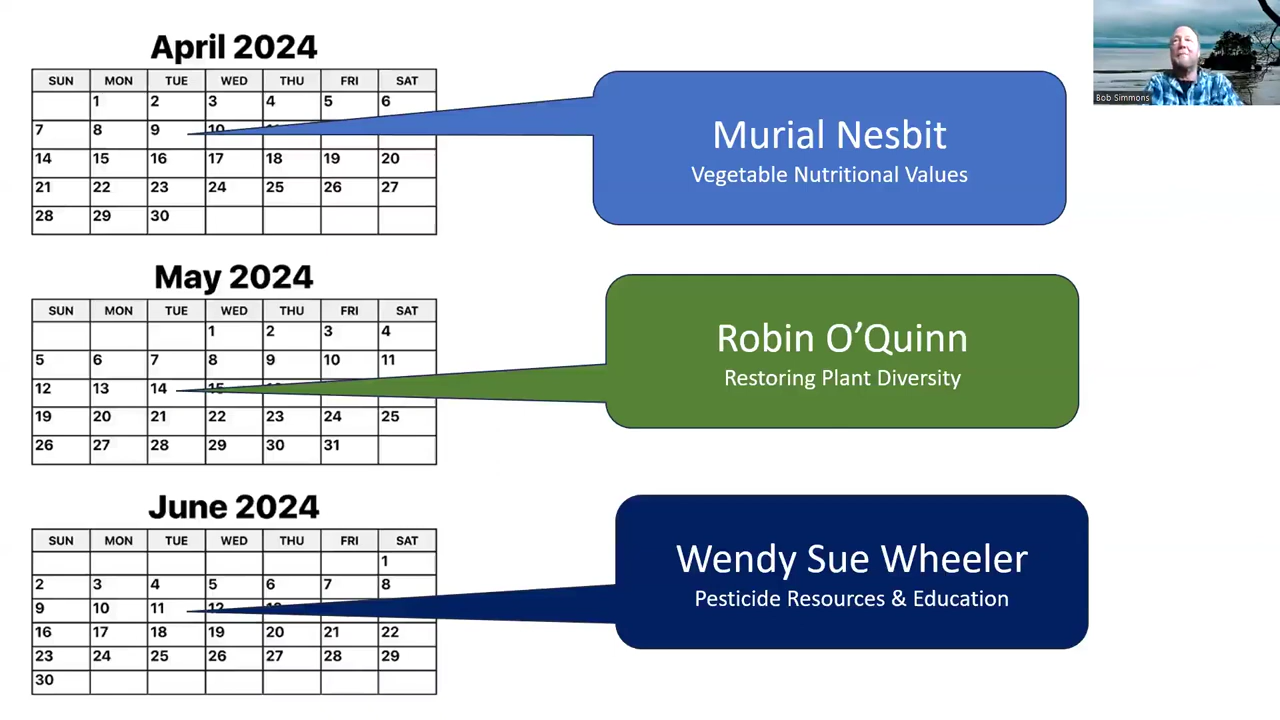 April 2024
SUN MON TUE WED THU FRI SAT
1 2 3 4 5 6
7 8 9 10
14 15 16 17 18 19 20
21 22 23 24 25 26 27
28 29 30
Murial Nesbit
Vegetable Nutritional Values
Bob Simmons
May 2024
SUN MON TUE WED THU FRI SAT
1 2 3 4
5 6 7 8 9 10 11
12 13 14 15
19 20 21 22 23 24 25
26 27 28 29 30 31
Robin O’Quinn
Restoring Plant Diversity
June 2024
SUN MON TUE WED THU FRI SAT
1
2 3 4 5 6 7 8
9 10 11 12 13
16 17 18 19 20 21 22
23 24 25 26 27 28 29
30
Wendy Sue Wheeler
Pesticide Resources & Education